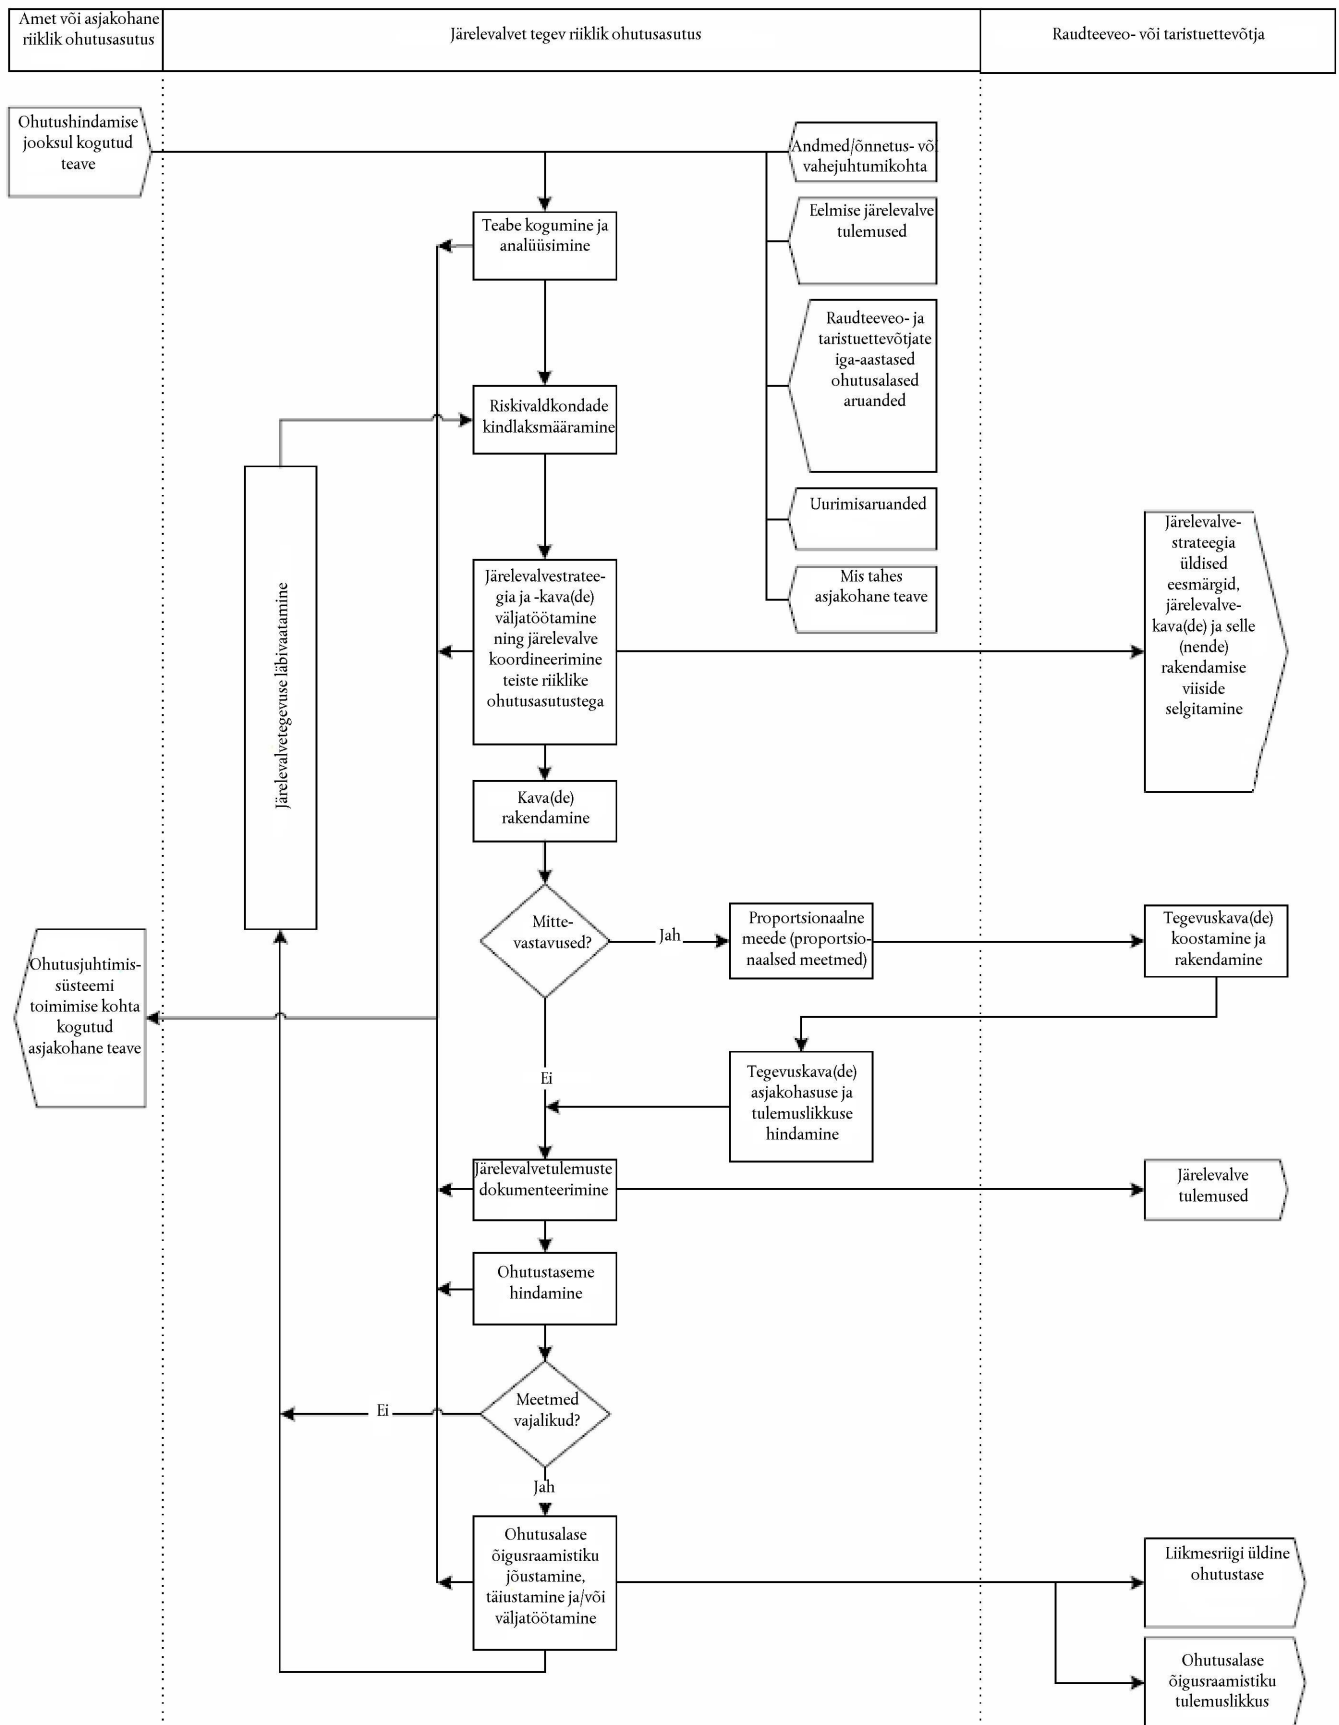 Amet või asjakohane
riiklik ohutusasutus
Järelevalvet tegev riiklik ohutusasutus
Raudteeveo- või taristuettevõtja
Ohutushindamise
jooksul kogutud
teave
Andmed/õnnetus- või
vahejuhtumikohta
Teabe kogumine ja
analüüsimine
Eelmise järelevalve
tulemused
Raudteeveo- ja
taristuettevõtjate
iga-aastased
ohutusalased
aruanded
Riskivaldkondade
kindlaksmääramine
Uurimisaruanded
Mis tahes
asjakohane teave
Järelevalvestratee-
gia ja -kava(de)
väljatöötamine
ning järelevalve
koordineerimine
teiste riiklike
ohutusasutustega
Järelevalve-
strateegia
üldised
eesmärgid,
järelevalve-
kava(de) ja selle
(nende)
rakendamise
viiside
selgitamine
Järelevalvetegevuse läbivaatamine
Kava(de)
rakendamine
Mitte-
vastavused?
Jah
Proportsionaalne
meede (proportsio-
naalsed meetmed)
Tegevuskava(de)
koostamine ja
rakendamine
Ohutusjuhtimis-
süsteemi
toimimise kohta
kogutud
asjakohane teave
Ei
Tegevuskava(de)
asjakohasuse ja
tulemuslikkuse
hindamine
Järelevalvetulemuste
dokumenteerimine
Järelevalve
tulemused
Ohutustaseme
hindamine
Meetmed
vajalikud?
Ei
Jah
Ohutusalase
õigusraamistiku
jõustamine,
täiustamine ja/või
väljatöötamine
Liikmesriigi üldine
ohutustase
Ohutusalase
õigusraamistiku
tulemuslikkus